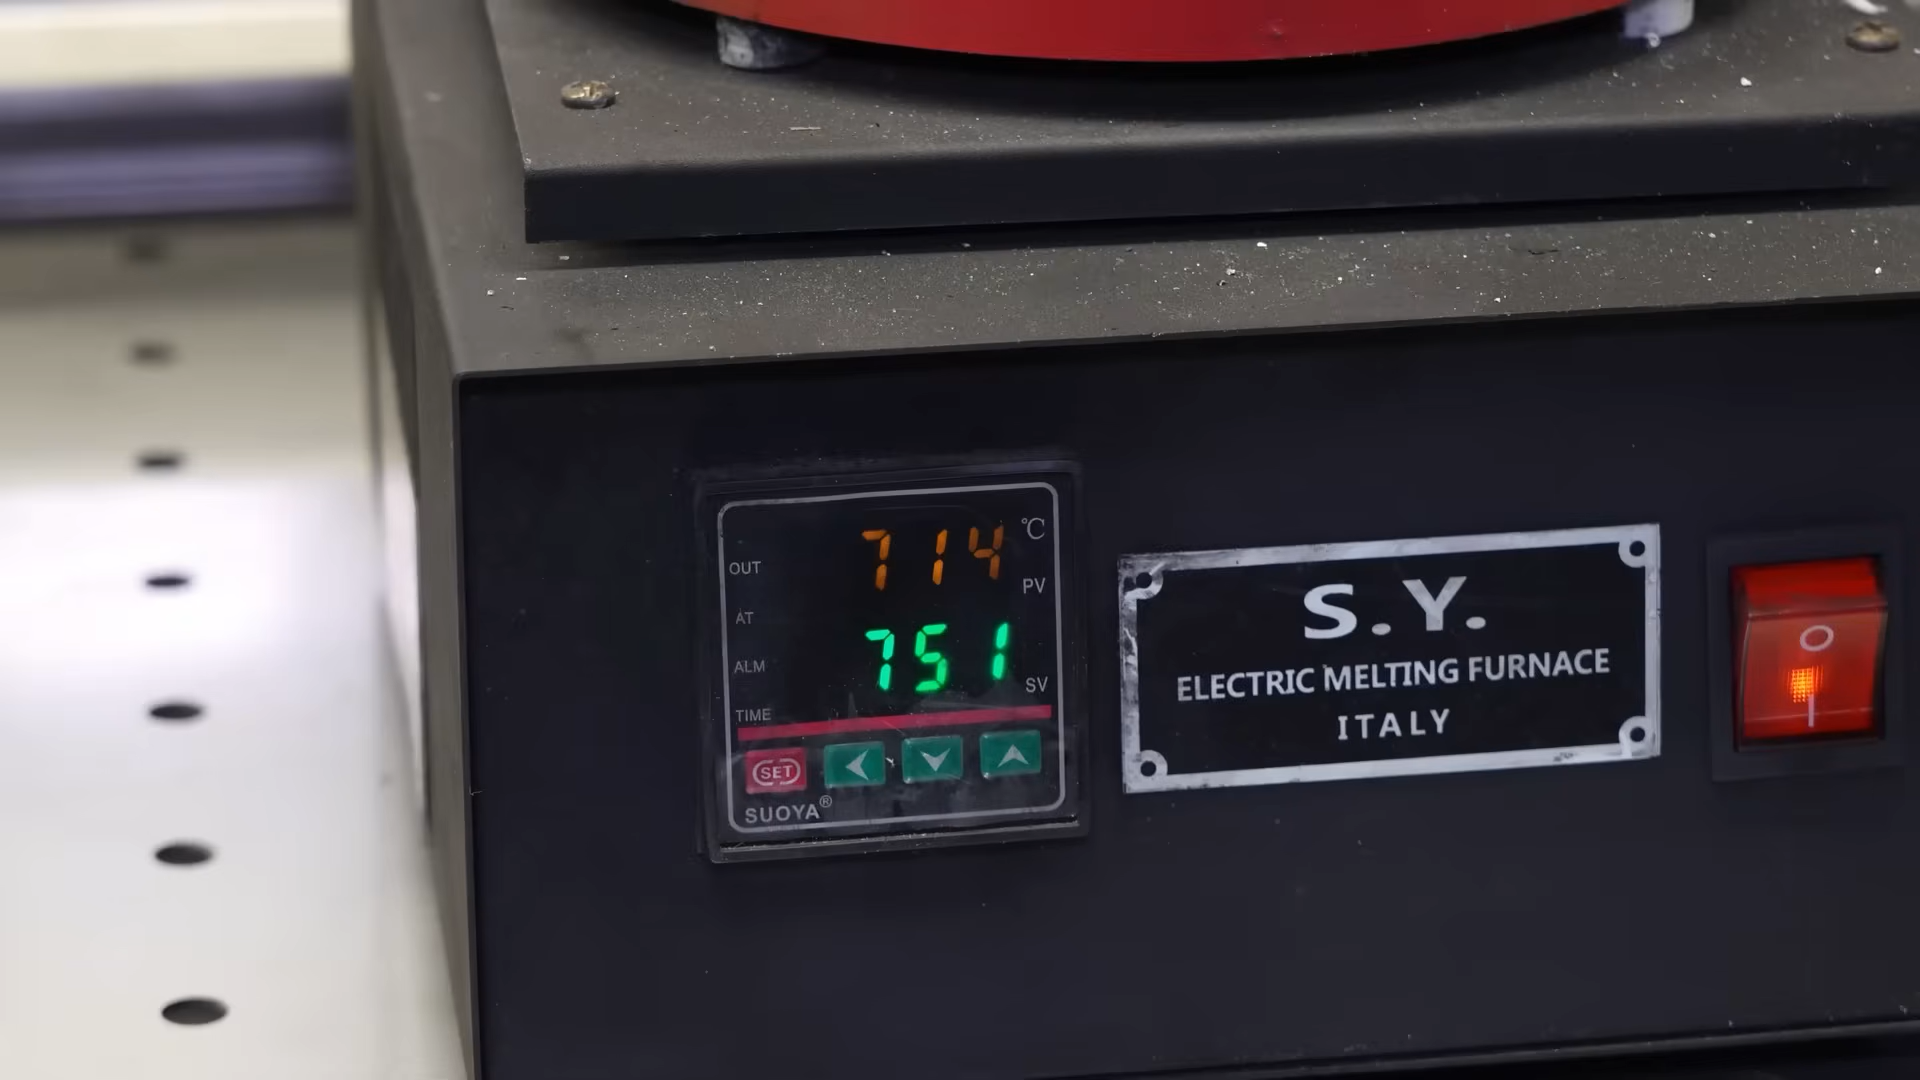 714 °C
OUT
PV
AT
751
ALM
SV
TIME
SET
SUOYA®
S.Y.
ELECTRIC MELTING FURNACE
ITALY